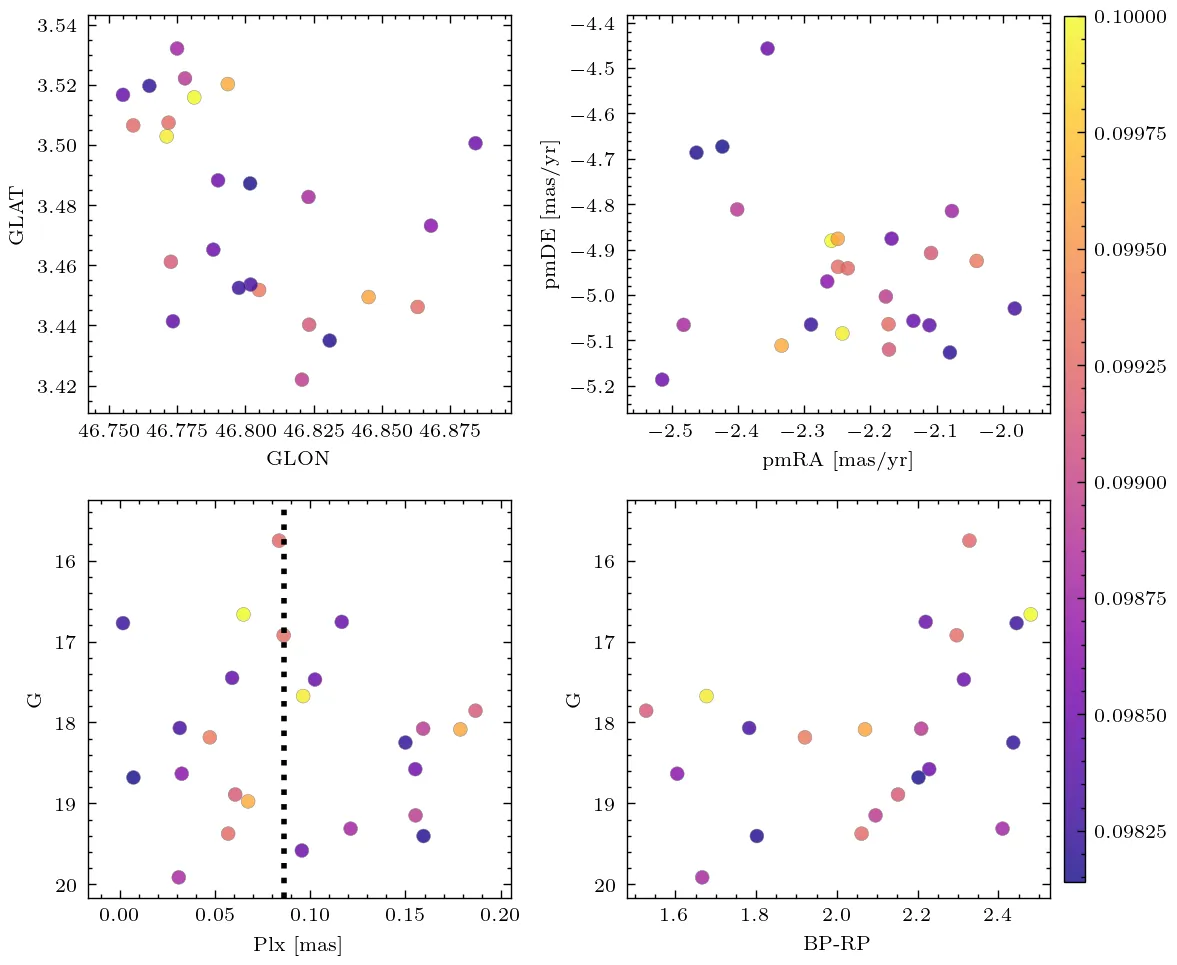 3.54
3.52
3.50
3.48
3.46
3.44
3.42
GLAT
46.750 46.775 46.800 46.825 46.850 46.875
GLON
−4.4
−4.5
−4.6
−4.7
−4.8
−4.9
−5.0
−5.1
−5.2
pmDE [mas/yr]
−2.5 −2.4 −2.3 −2.2 −2.1 −2.0
pmRA [mas/yr]
0.10000
0.09975
0.09950
0.09925
0.09900
0.09875
0.09850
0.09825
16
17
18
19
20
G
0.00 0.05 0.10 0.15 0.20
Plx [mas]
16
17
18
19
20
G
1.6 1.8 2.0 2.2 2.4
BP-RP